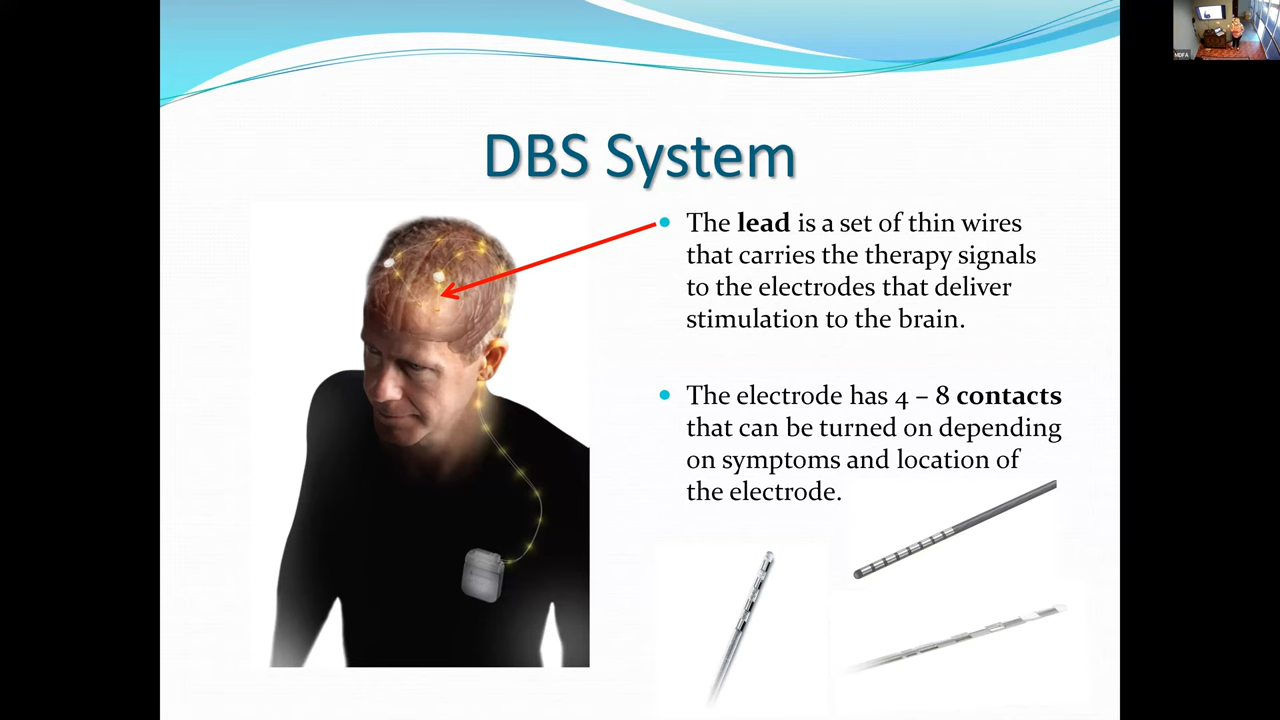 MDFA
DBS System
The lead is a set of thin wires
that carries the therapy signals
to the electrodes that deliver
stimulation to the brain.
The electrode has 4 – 8 contacts
that can be turned on depending
on symptoms and location of
the electrode.